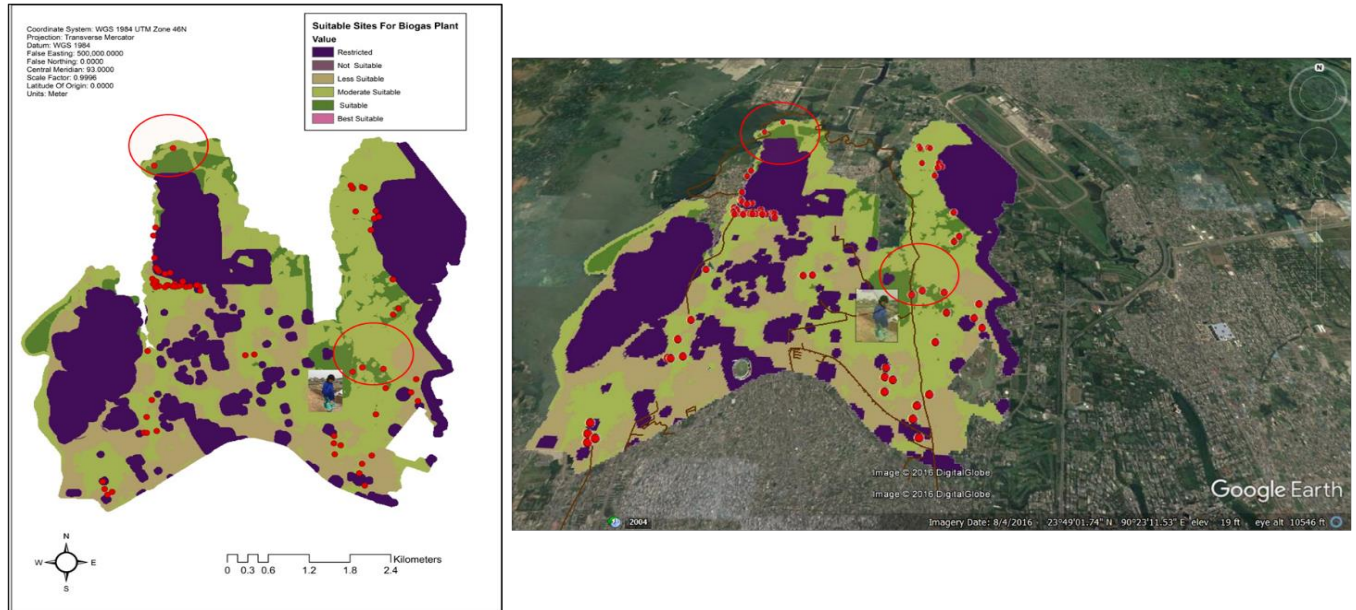 Coordinate System: WGS 1984 UTM Zone 46N
Projection: Transverse Mercator
Datum: WGS 1984
False Easting: 500,000.0000
False Northing: 0.0000
Central Meridian: 93.0000
Scale Factor: 0.9996
Latitude Of Origin: 0.0000
Units: Meter
Suitable Sites For Biogas Plant
Value
Restricted
Not Suitable
Less Suitable
Moderate Suitable
Suitable
Best Suitable
N
W E
S
Kilometers
0 0.3 0.6 1.2 1.8 2.4
N
Image © 2016 DigitalGlobe
Image © 2016 DigitalGlobe
Google Earth
2004
Imagery Date: 8/4/2016 23°49'01.74" N 90°23'11.53" E elev 19 ft eye alt 10546 ft